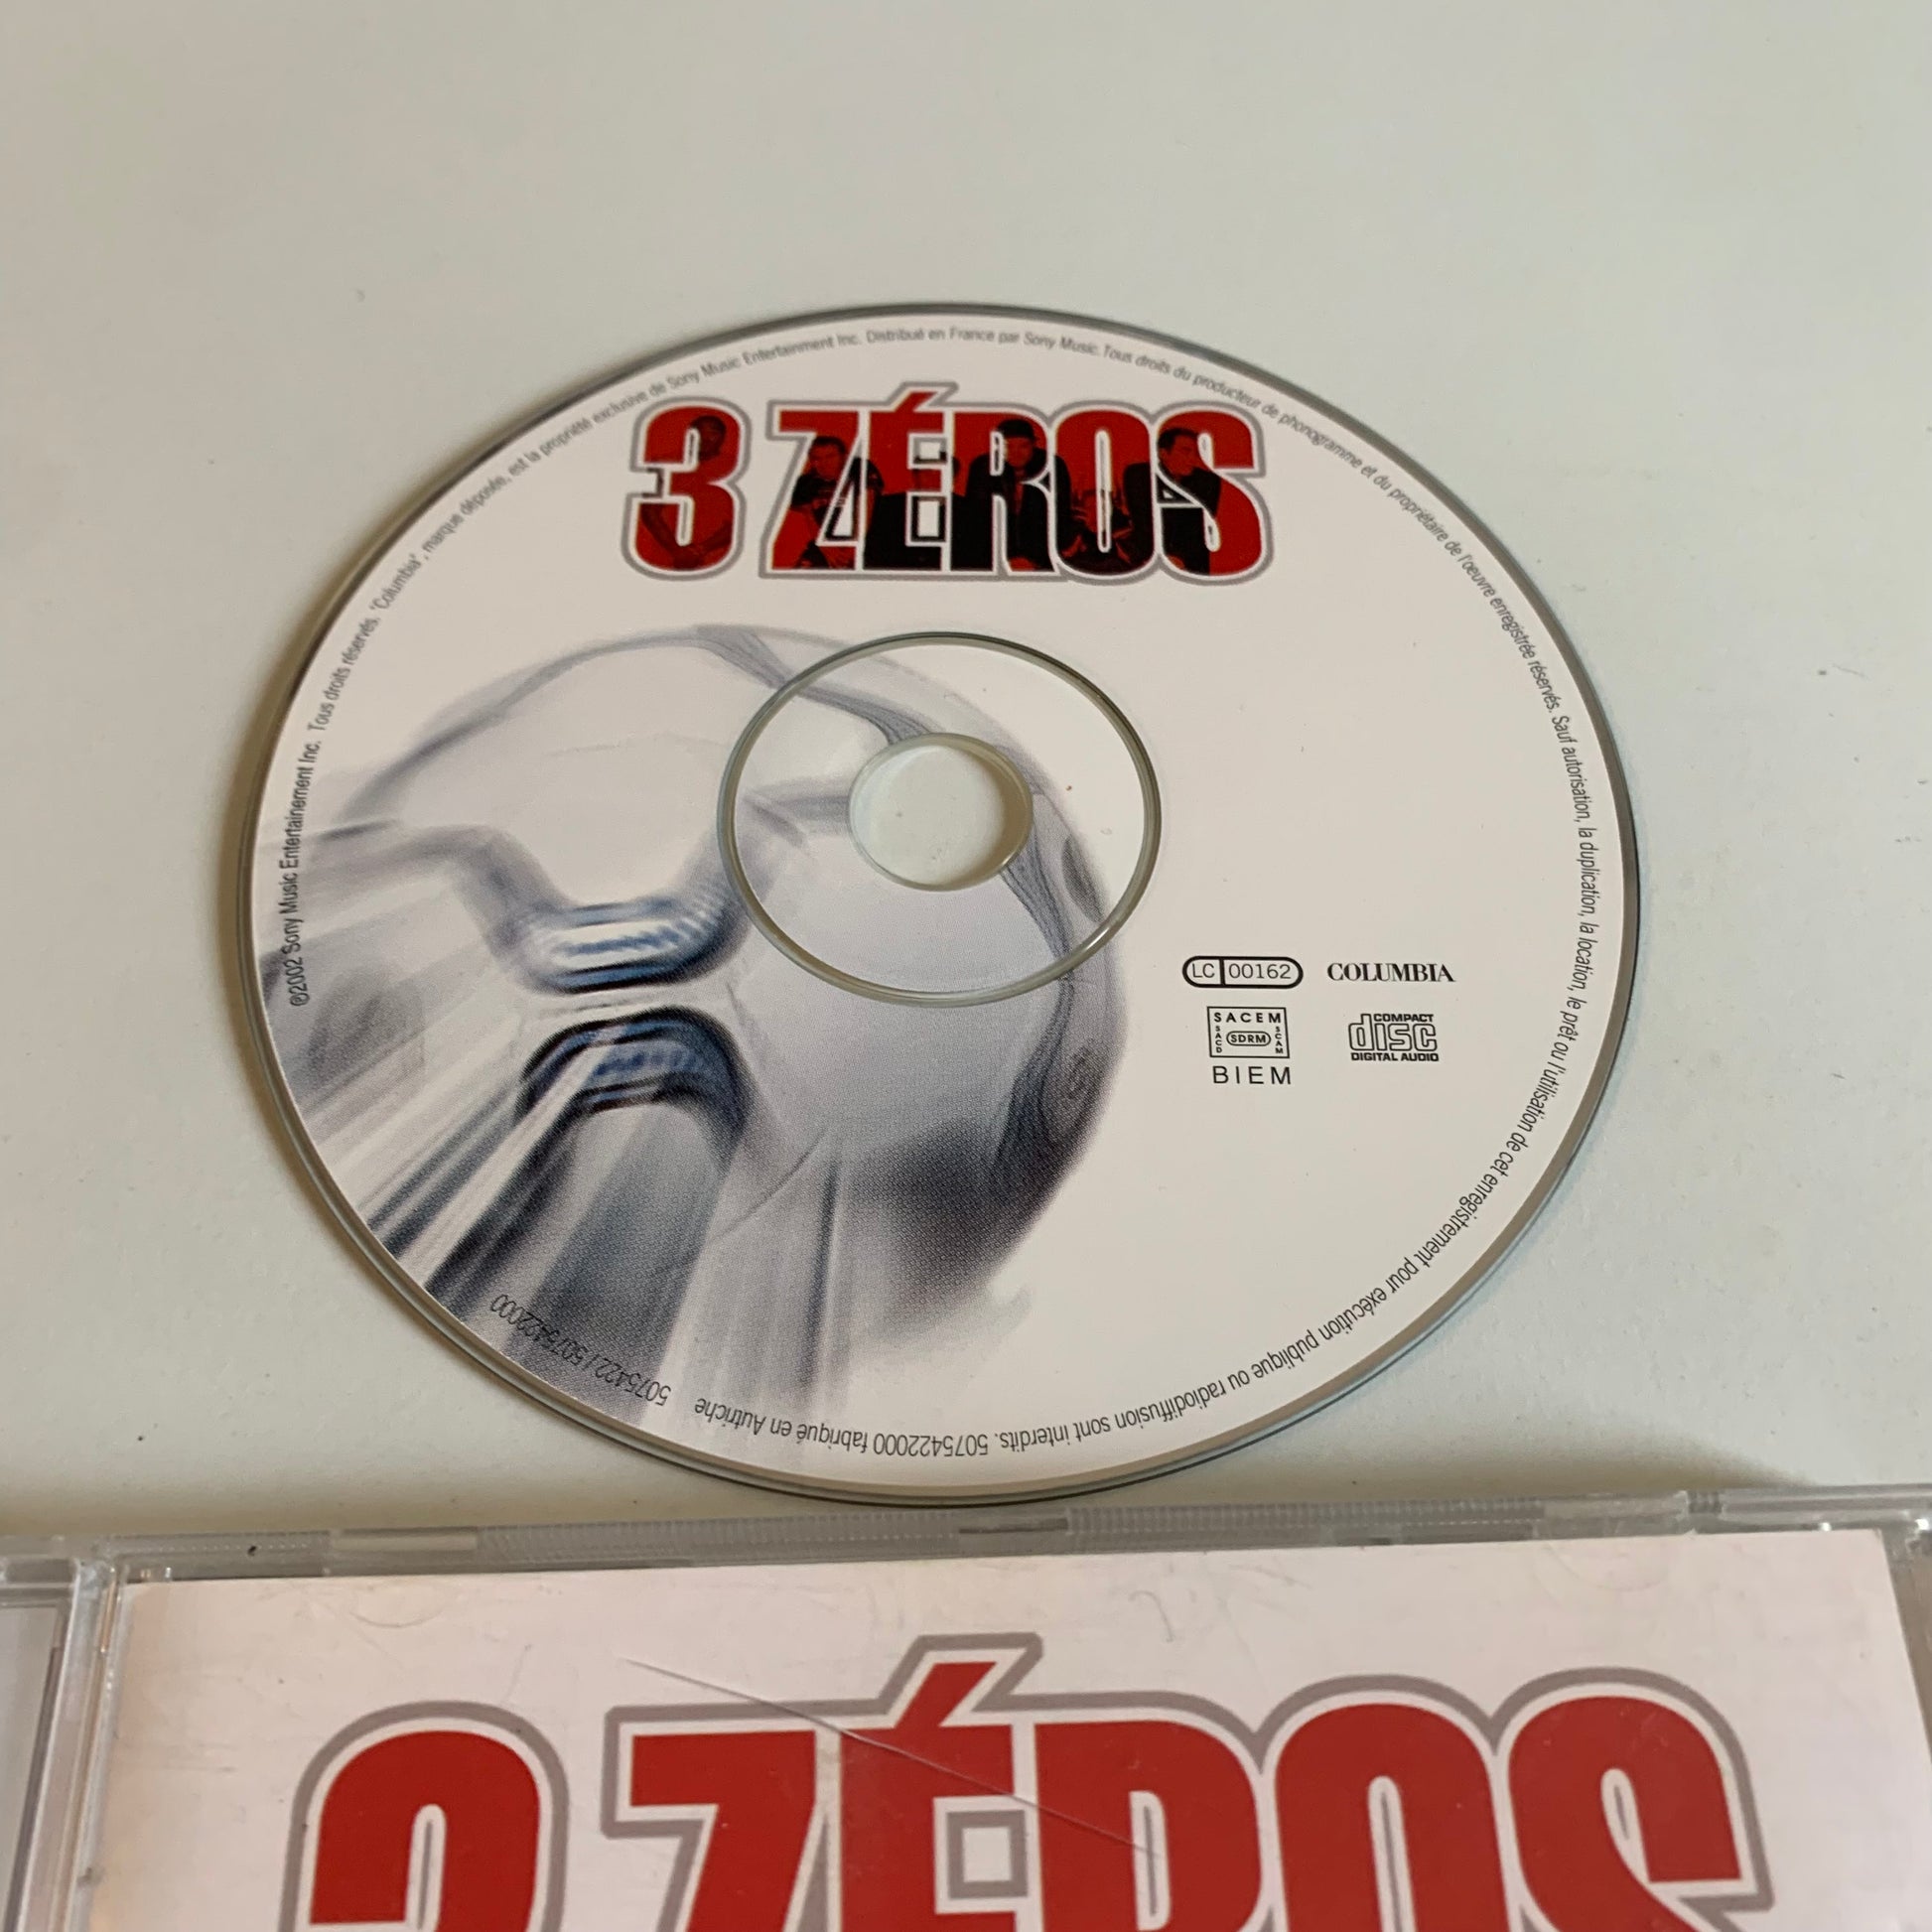 ℗2002 Sony Music Entertainement Inc. Tous droits réservés. "Columbia", marque déposée, est la propriété exclusive de Sony Music Entertainment Inc. Distribué en France par Sony Music. Tous droits du producteur de phonogramme et du propriétaire de l'oeuvre enregistrée réservés. Sauf autorisation, la duplication, la location, le prêt ou l'utilisation de cet enregistrement pour exécution publique ou radiodiffusion sont interdits. 5075422000 fabriqué en Autriche
5075422 / 5075422000
3 ZÉROS
LC 00162
COLUMBIA
SACEM
SACD
SDRM
SCAM
BIEM
COMPACT
disc
DIGITAL AUDIO
3 ZÉROS